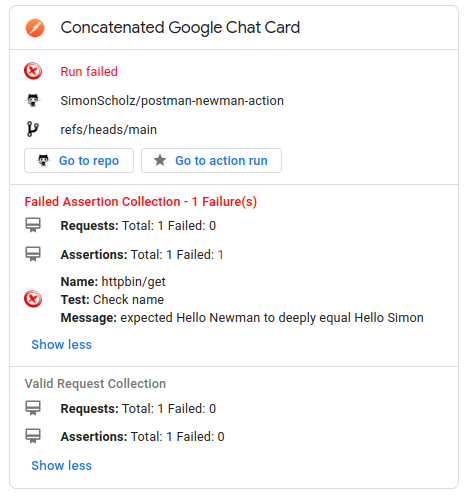 Concatenated Google Chat Card
Run failed
SimonScholz/postman-newman-action
refs/heads/main
Go to repo
Go to action run
Failed Assertion Collection - 1 Failure(s)
Requests: Total: 1 Failed: 0
Assertions: Total: 1 Failed: 1
Name: httpbin/get
Test: Check name
Message: expected Hello Newman to deeply equal Hello Simon
Show less
Valid Request Collection
Requests: Total: 1 Failed: 0
Assertions: Total: 1 Failed: 0
Show less